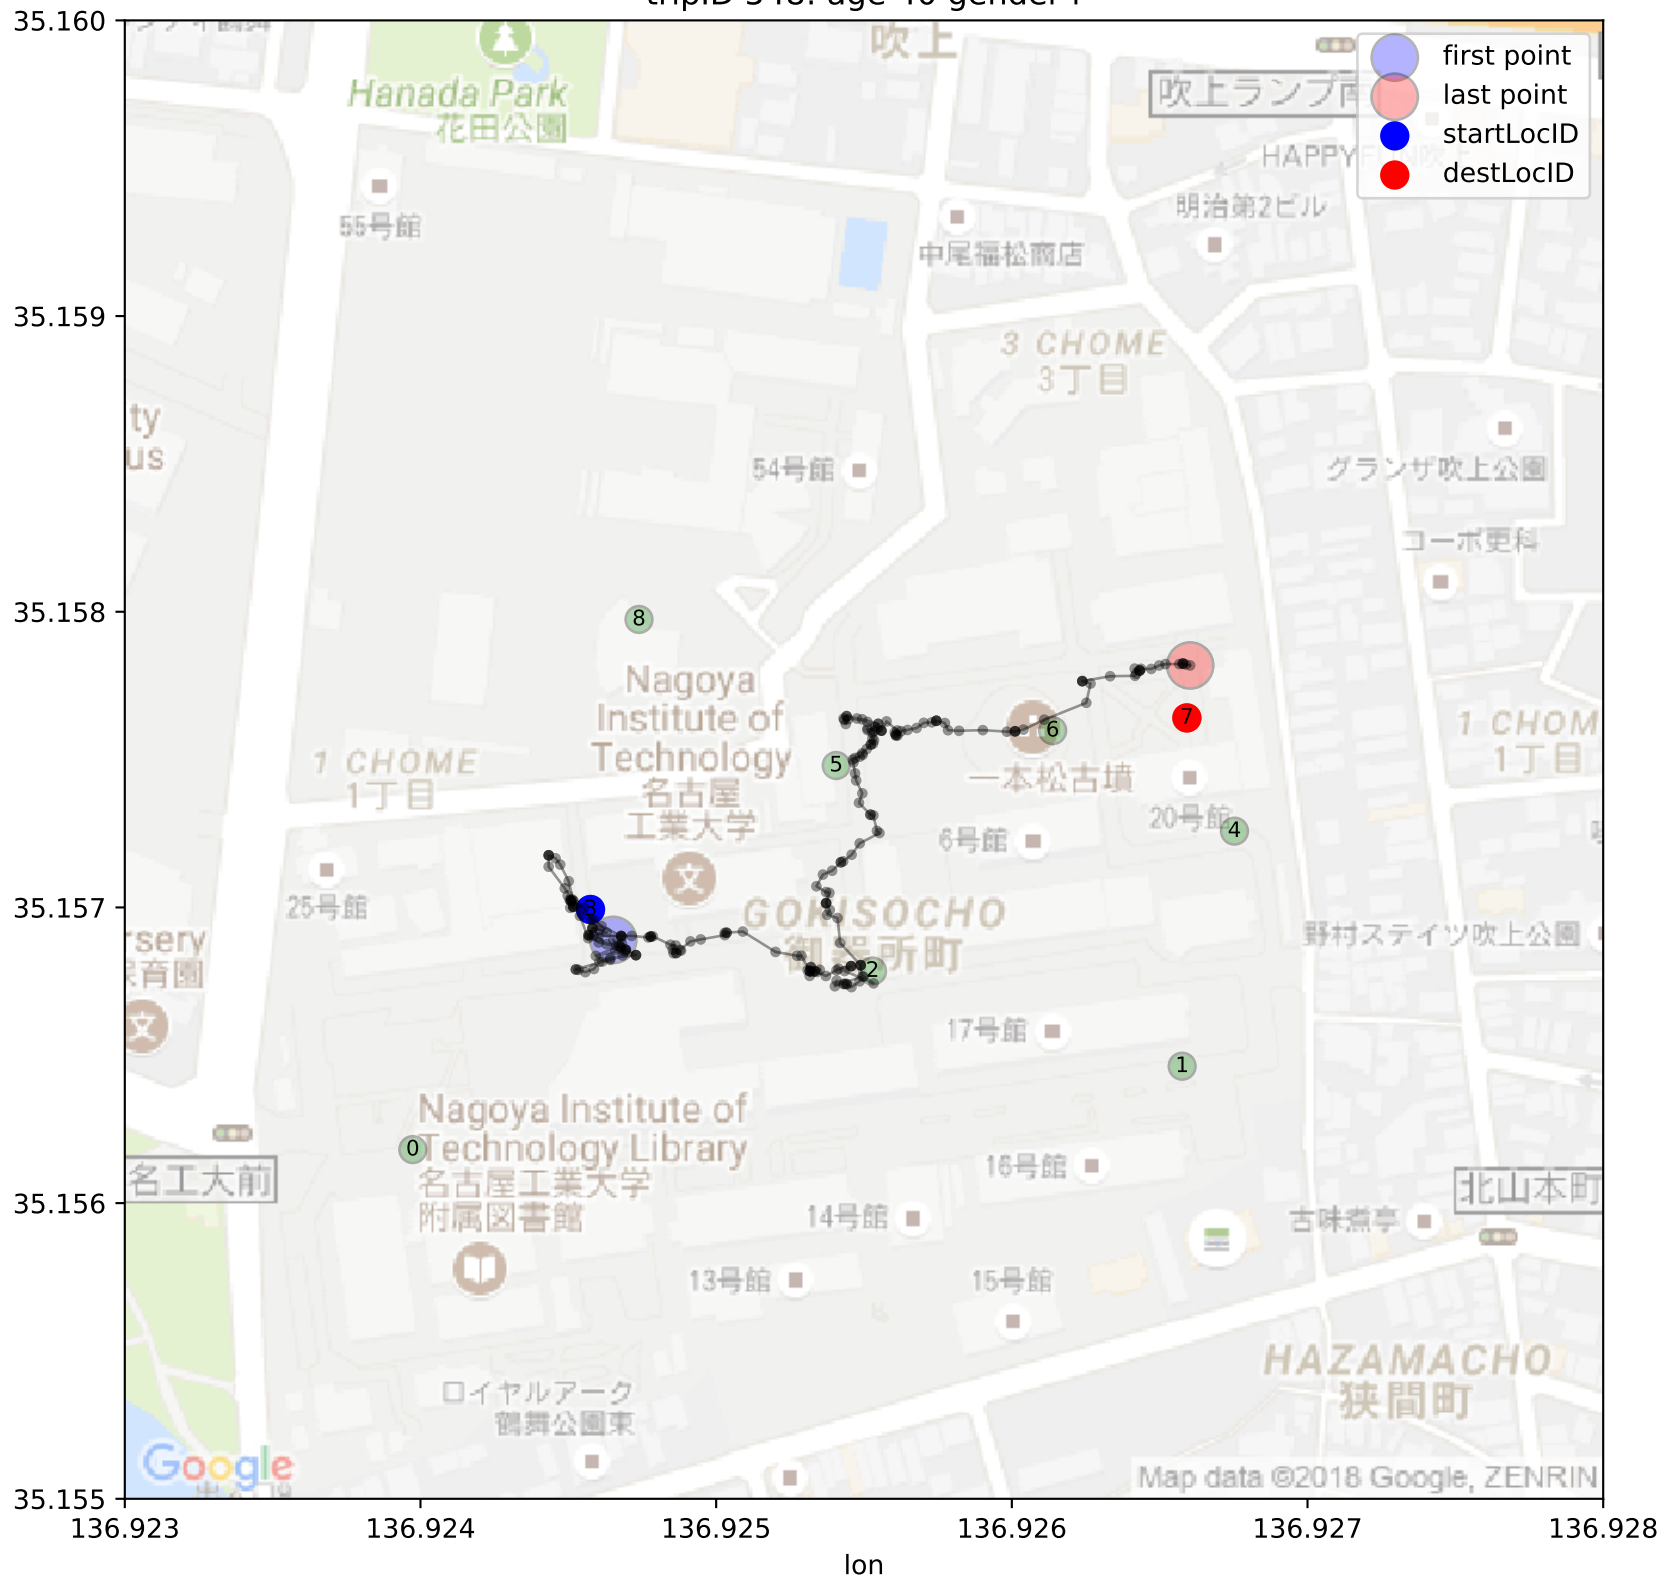 35.160
吹上
first point
last point
startLocID
destLocID
Hanada Park
花田公園
吹上ランプ
55号館
明治第2ビル
中尾福松商店
35.159
3 CHOME
3丁目
ty
us
54号館
グランザ吹上公園
コーポ更科
35.158
8
Nagoya
Institute of
Technology
名古屋
工業大学
7
6
5
一本松古墳
1 CHOM
1丁目
1 CHOME
1丁目
20号館
4
6号館
25号館
35.157
3
GOKISOCHO
御器所町
rsery
保育園
野村ステイツ吹上公園
2
17号館
1
Nagoya Institute of
Technology Library
名古屋工業大学
附属図書館
0
名工大前
16号館
北山本町
35.156
14号館
古味煮亭
13号館
15号館
HAZAMACHO
狭間町
ロイヤルアーク
鶴舞公園東
Google
Map data ©2018 Google, ZENRIN
35.155
136.923
136.924
136.925
136.926
136.927
136.928
lon